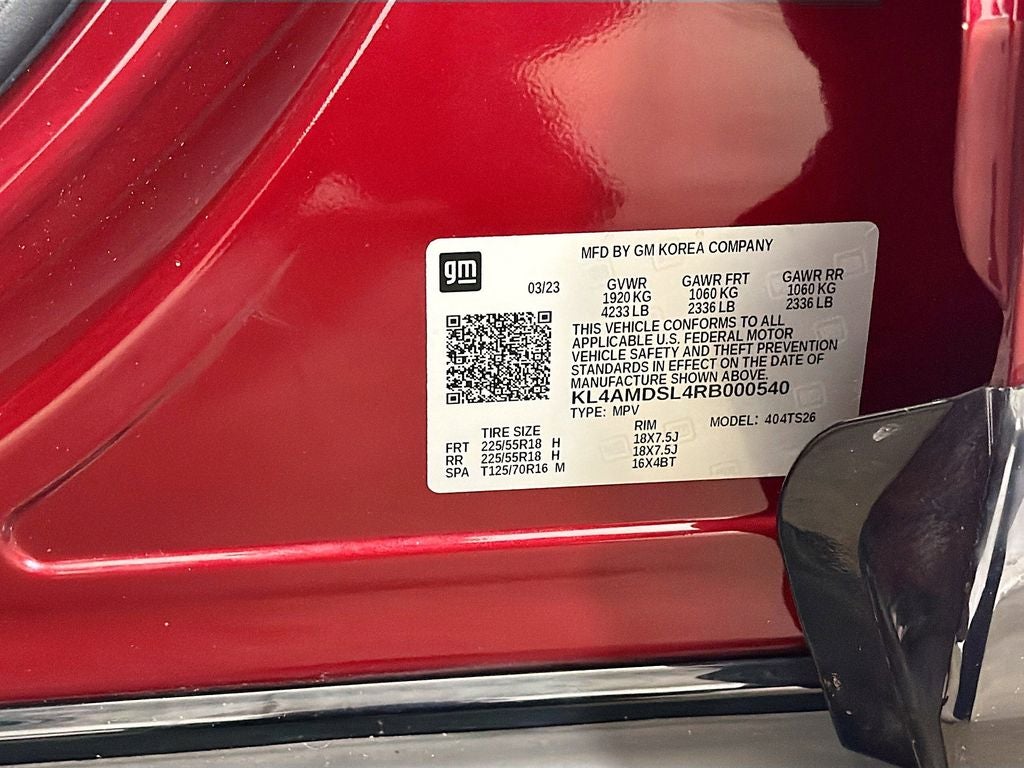 gm
MFD BY GM KOREA COMPANY
03/23
GVWR GAWR FRT GAWR RR
1920 KG 1060 KG 1060 KG
4233 LB 2336 LB 2336 LB
THIS VEHICLE CONFORMS TO ALL
APPLICABLE U.S. FEDERAL MOTOR
VEHICLE SAFETY AND THEFT PREVENTION
STANDARDS IN EFFECT ON THE DATE OF
MANUFACTURE SHOWN ABOVE.
KL4AMDSL4RB000540
TYPE: MPV MODEL: 404TS26
TIRE SIZE RIM
FRT 225/55R18 H 18X7.5J
RR 225/55R18 H 18X7.5J
SPA T125/70R16 M 16X4BT